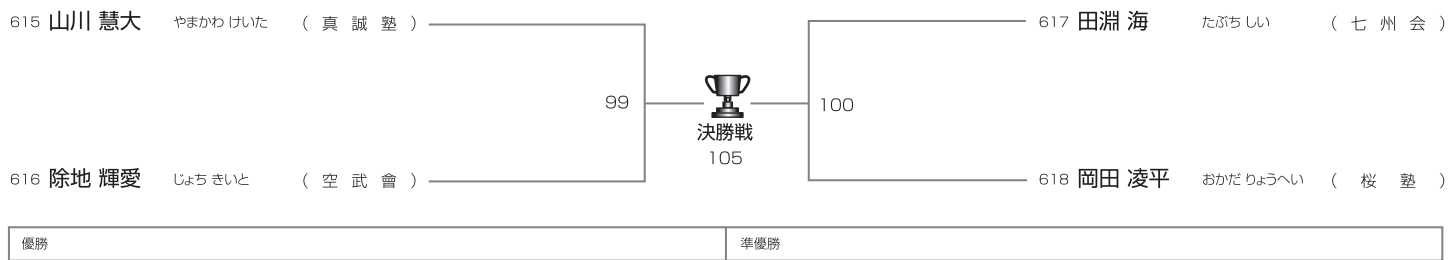 615 山川 慧大 やまかわ けいた ( 真 誠 塾 )
617 田淵 海 たぶち しい ( 七 州 会 )
99
100
決勝戦
105
616 除地 輝愛 じょち きいと ( 空 武 會 )
618 岡田 凌平 おかだ りょうへい ( 桜 塾 )
優勝
準優勝